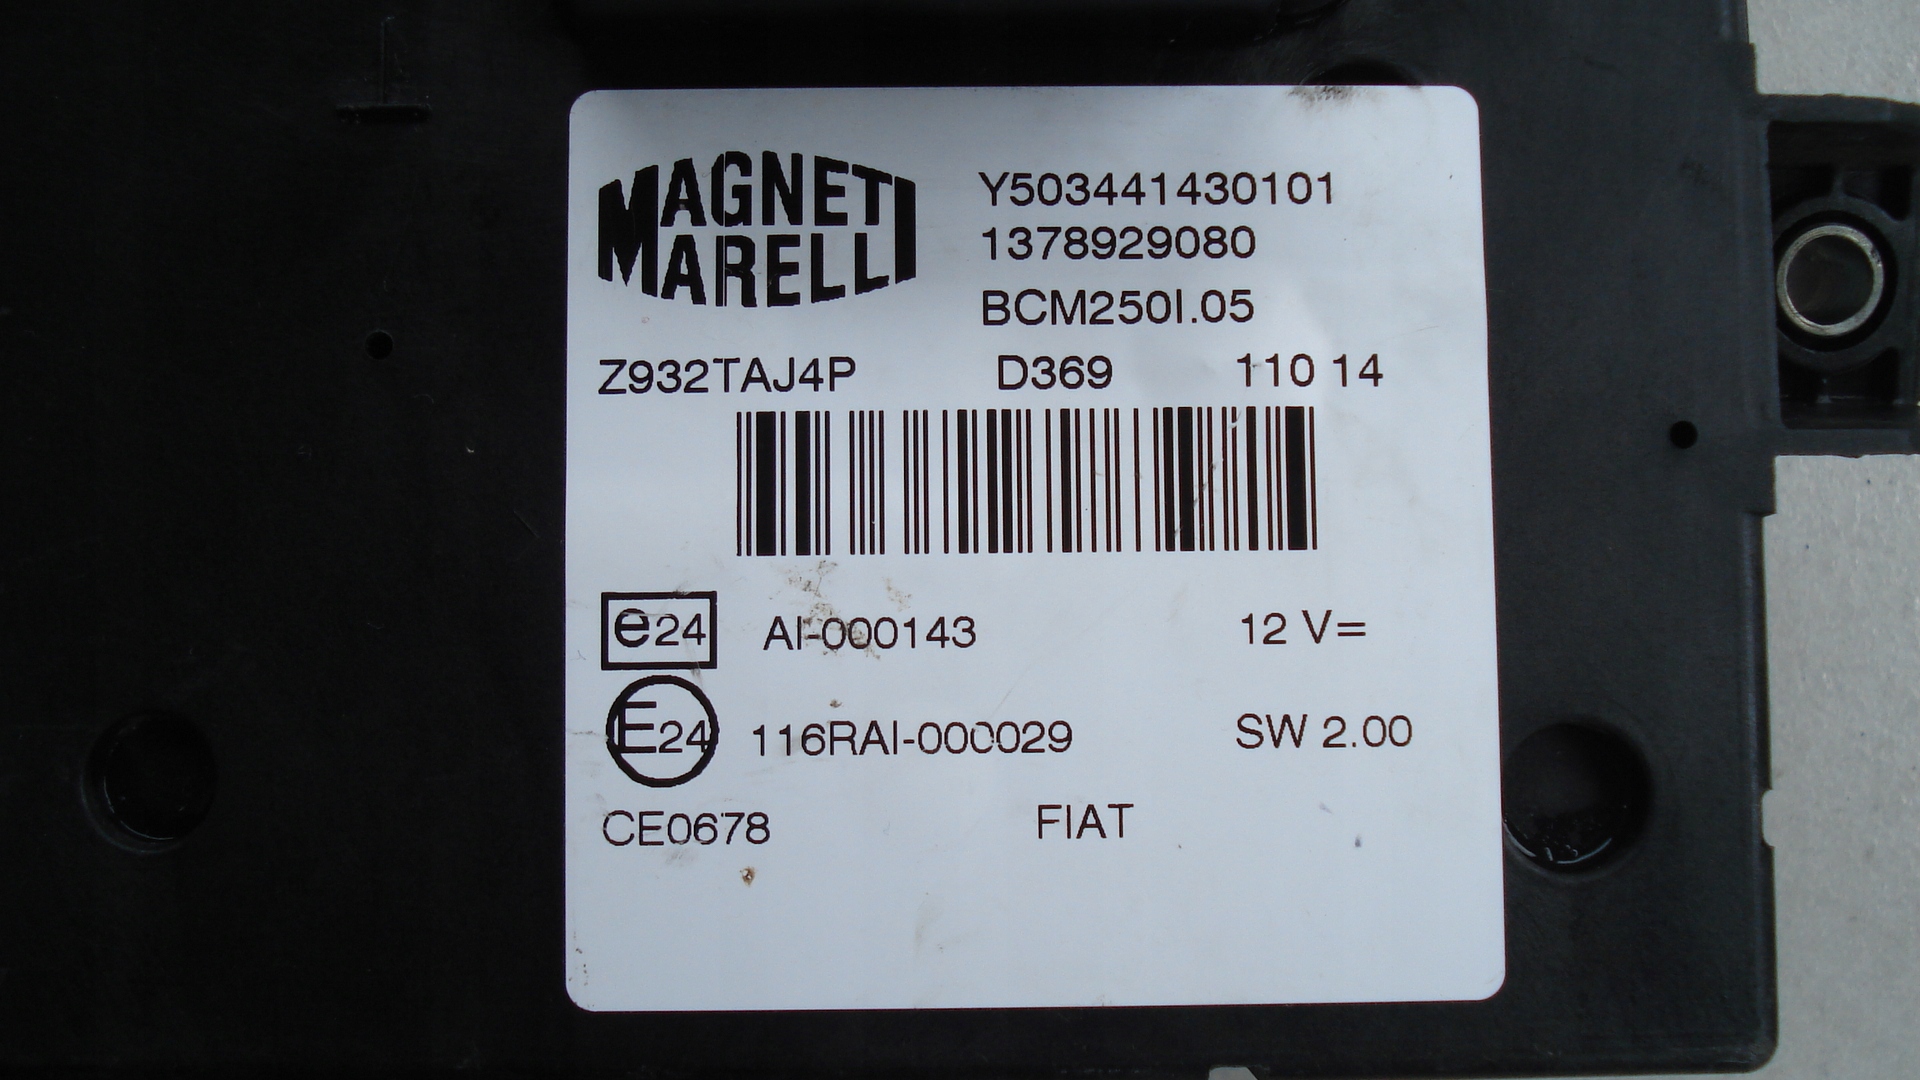 MAGNETI
MARELLI
Y503441430101
1378929080
BCM250I.05
Z932TAJ4P D369 110 14
e24 AI-000143 12 V=
E24 116RAI-000029 SW 2.00
CE0678 FIAT